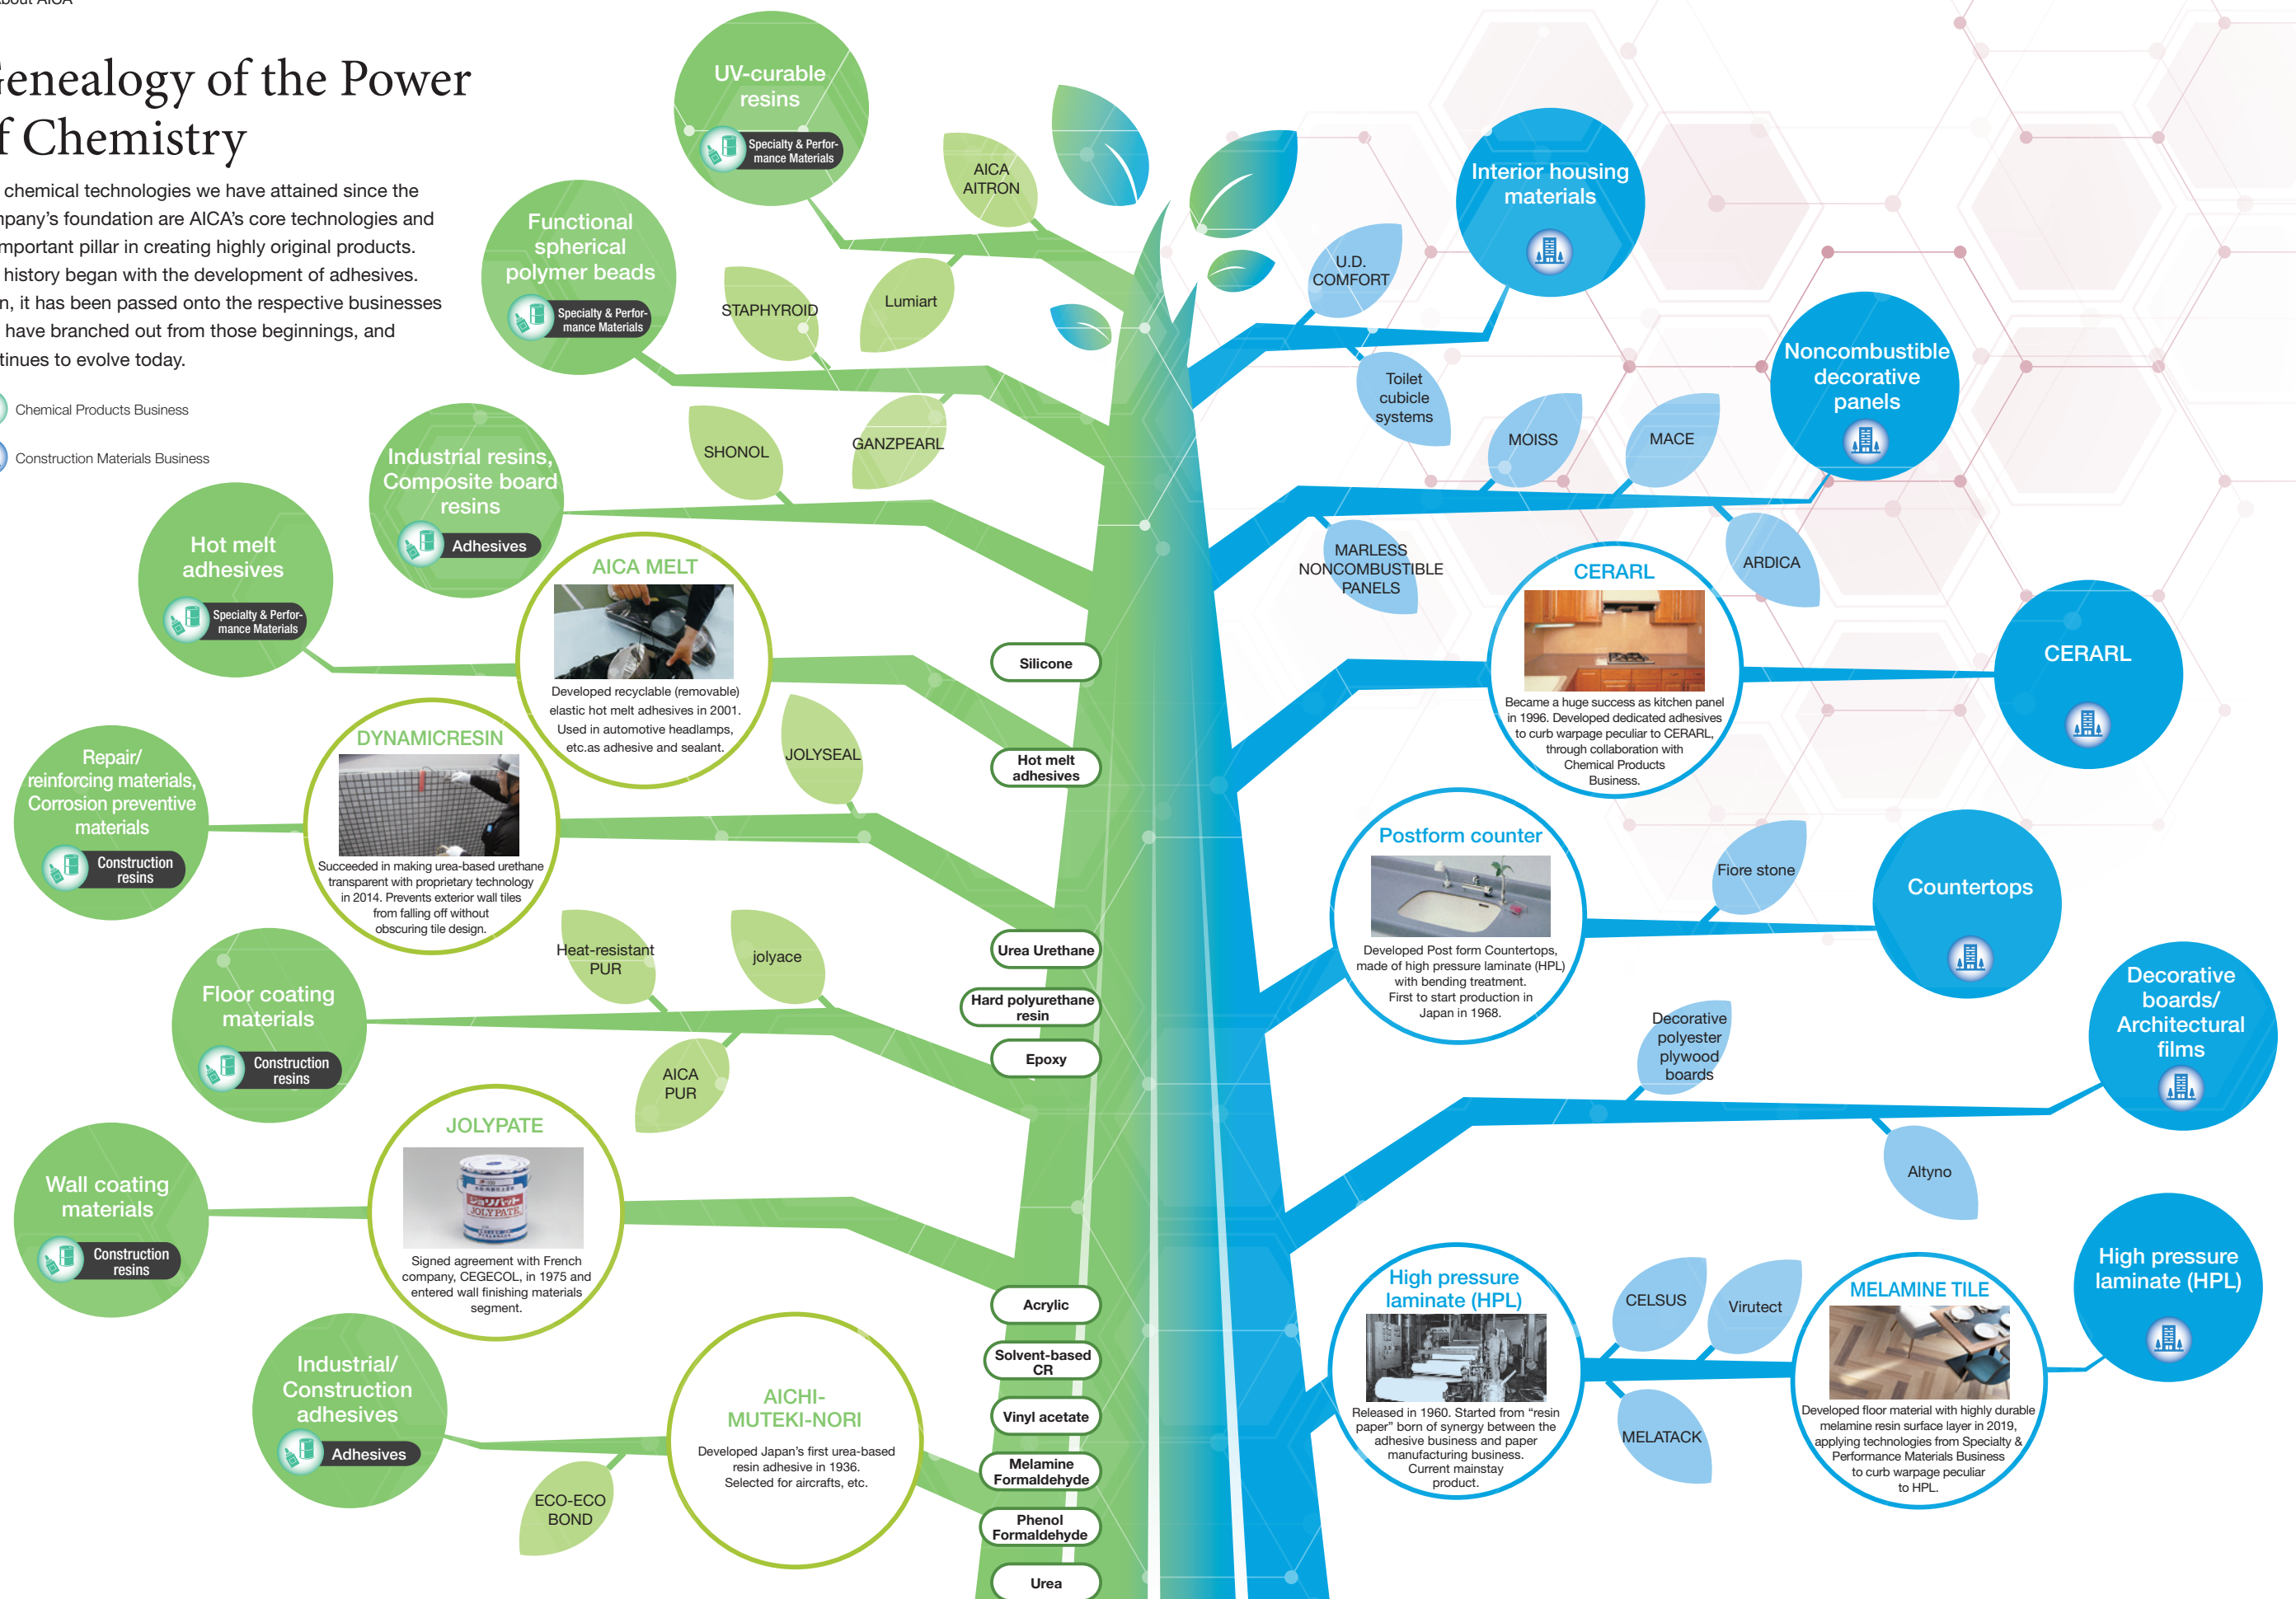 About AICA
Genealogy of the Power
of Chemistry
chemical technologies we have attained since the
company's foundation are AICA's core technologies and
important pillar in creating highly original products.
history began with the development of adhesives.
it has been passed onto the respective businesses
have branched out from those beginnings, and
continues to evolve today.
Chemical Products Business
Construction Materials Business
UV-curable
resins
Specialty & Perfor-
mance Materials
AICA
AITRON
Functional
spherical
polymer beads
Specialty & Perfor-
mance Materials
STAPHYROID
Lumiart
GANZPEARL
Industrial resins,
Composite board
resins
Adhesives
SHONOL
Hot melt
adhesives
Specialty & Perfor-
mance Materials
AICA MELT
Developed recyclable (removable)
elastic hot melt adhesives in 2001.
Used in automotive headlamps,
etc.as adhesive and sealant.
Repair/
reinforcing materials,
Corrosion preventive
materials
Construction
resins
DYNAMICRESIN
Succeeded in making urea-based urethane
transparent with proprietary technology
in 2014. Prevents exterior wall tiles
from falling off without
obscuring tile design.
JOLYSEAL
Floor coating
materials
Construction
resins
Heat-resistant
PUR
jolyace
AICA
PUR
Wall coating
materials
Construction
resins
JOLYPATE
ジョリパット
JOLYPATE
Signed agreement with French
company, CEGECOL, in 1975 and
entered wall finishing materials
segment.
Industrial/
Construction
adhesives
Adhesives
ECO-ECO
BOND
AICHI-
MUTEKI-NORI
Developed Japan's first urea-based
resin adhesive in 1936.
Selected for aircrafts, etc.
Silicone
Hot melt
adhesives
Urea Urethane
Hard polyurethane
resin
Epoxy
Acrylic
Solvent-based
CR
Vinyl acetate
Melamine
Formaldehyde
Phenol
Formaldehyde
Urea
Interior housing
materials
U.D.
COMFORT
Toilet
cubicle
systems
Noncombustible
decorative
panels
MOISS
MACE
MARLESS
NONCOMBUSTIBLE
PANELS
ARDICA
CERARL
Became a huge success as kitchen panel
in 1996. Developed dedicated adhesives
to curb warpage peculiar to CERARL,
through collaboration with
Chemical Products
Business.
CERARL
Postform counter
Developed Post form Countertops,
made of high pressure laminate (HPL)
with bending treatment.
First to start production in
Japan in 1968.
Fiore stone
Countertops
Decorative
polyester
plywood
boards
Altyno
Decorative
boards/
Architectural
films
High pressure
laminate (HPL)
Released in 1960. Started from “resin
paper” born of synergy between the
adhesive business and paper
manufacturing business.
Current mainstay
product.
CELSUS
Virutect
MELATACK
MELAMINE TILE
Developed floor material with highly durable
melamine resin surface layer in 2019,
applying technologies from Specialty &
Performance Materials Business
to curb warpage peculiar
to HPL.
High pressure
laminate (HPL)